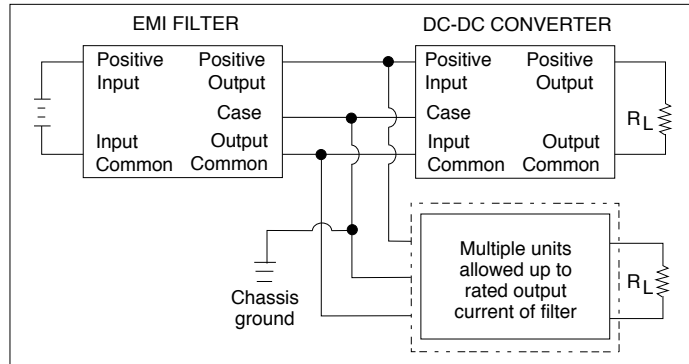 EMI FILTER
DC-DC CONVERTER
Positive Input
Positive Output
Case
Input Common
Output Common
Positive Input
Positive Output
Case
Input Common
Output Common
RL
Chassis
ground
Multiple units
allowed up to
rated output
current of filter
RL